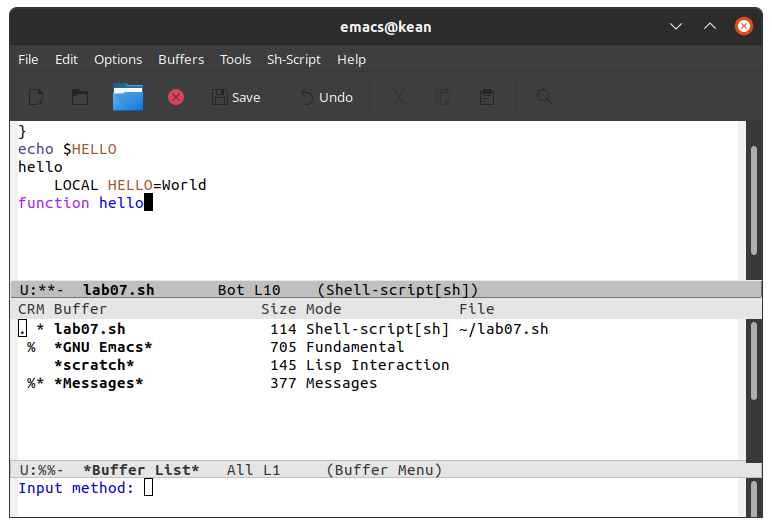 emacs@kean
File Edit Options Buffers Tools Sh-Script Help
Save Undo
}
echo $HELLO
hello
    LOCAL HELLO=World
function hello
U:**-  lab07.sh       Bot L10    (Shell-script[sh])
CRM Buffer                 Size Mode             File
. * lab07.sh                114 Shell-script[sh] ~/lab07.sh
 %  *GNU Emacs*             705 Fundamental
    *scratch*               145 Lisp Interaction
 %* *Messages*              377 Messages
U:%%-  *Buffer List*   All L1     (Buffer Menu)
Input method: